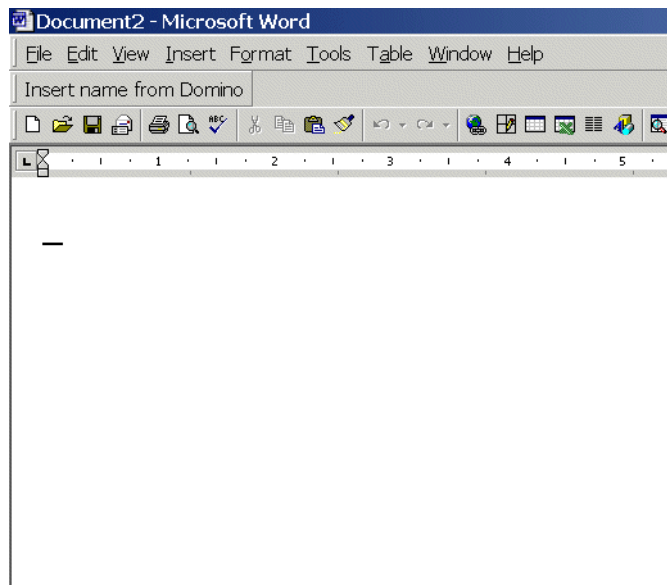 Document2 - Microsoft Word
File Edit View Insert Format Tools Table Window Help
Insert name from Domino
ABC
1 2 3 4 5